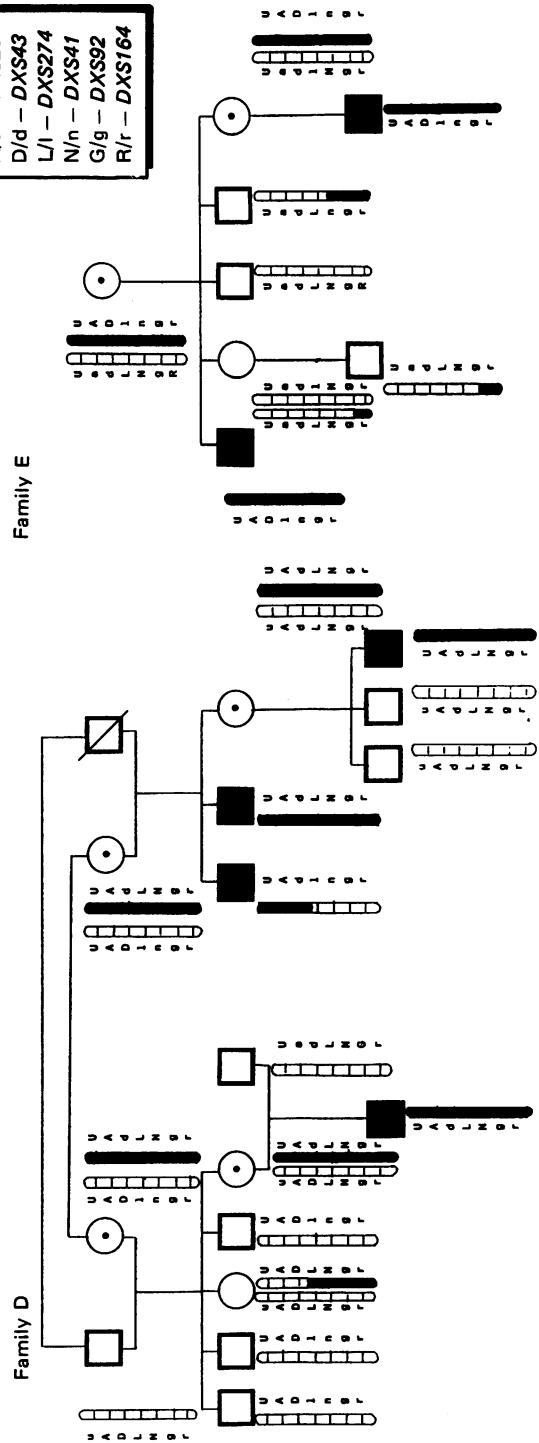 D/d – DXS43
L/l – DXS274
N/n – DXS41
G/g – DXS92
R/r – DXS164
Family E
U A D l n g r
U a d L N g R
U A D l n g r
U a d l N g r
U a d L n g r
U a d L N g R
U a d l N g r
U a d L N g r
U A D l n g r
U A D l n g r
U a d L N g r
Family D
U A d L N g r
U A D l n g r
U A d L N g r
U A D l n g r
u A D L N g r
U A d L N g r
u A d L N g r
U A d L N g r
U A d l n g r
U a d L N G r
U A d L N g r
u A D L N g r
U A D l n g r
U A D L N g r
u A D L N g r
U A D l n g r
U A D l n g r
U A d L N g r
u A d L N g r
u A d L N g r
U A d L N g r